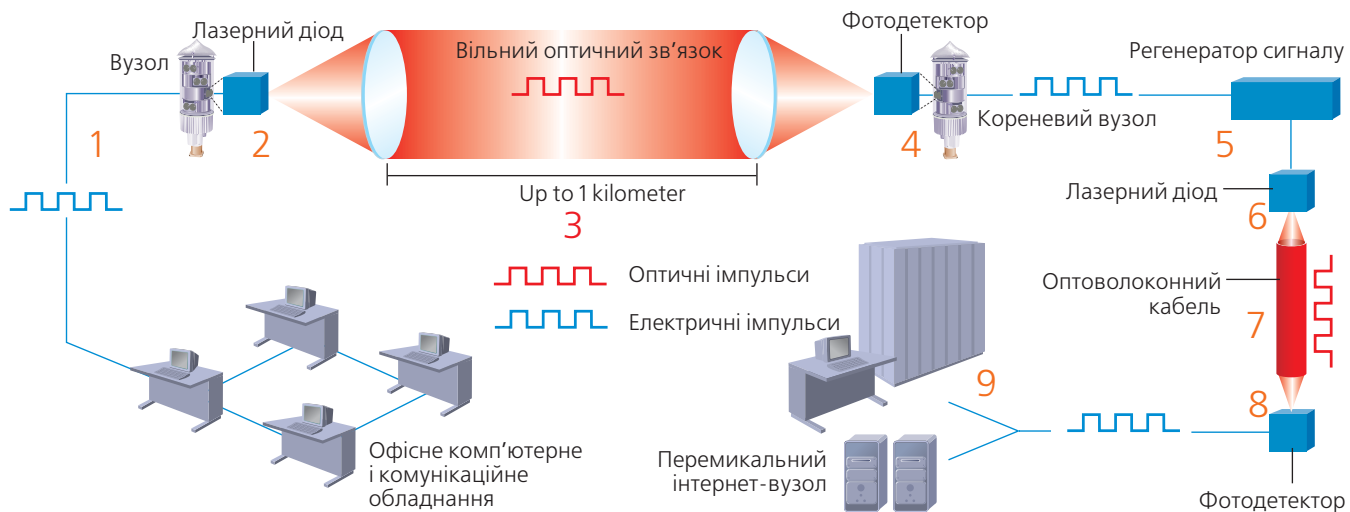 Лазерний діод
Вузол
Вільний оптичний зв'язок
Фотодетектор
Регенератор сигналу
Кореневий вузол
1
2
4
5
Up to 1 kilometer
3
Лазерний діод
6
Оптичні імпульси
Електричні імпульси
Оптоволоконний
кабель
7
8
9
Офісне комп'ютерне
і комунікаційне
обладнання
Перемикальний
інтернет-вузол
Фотодетектор